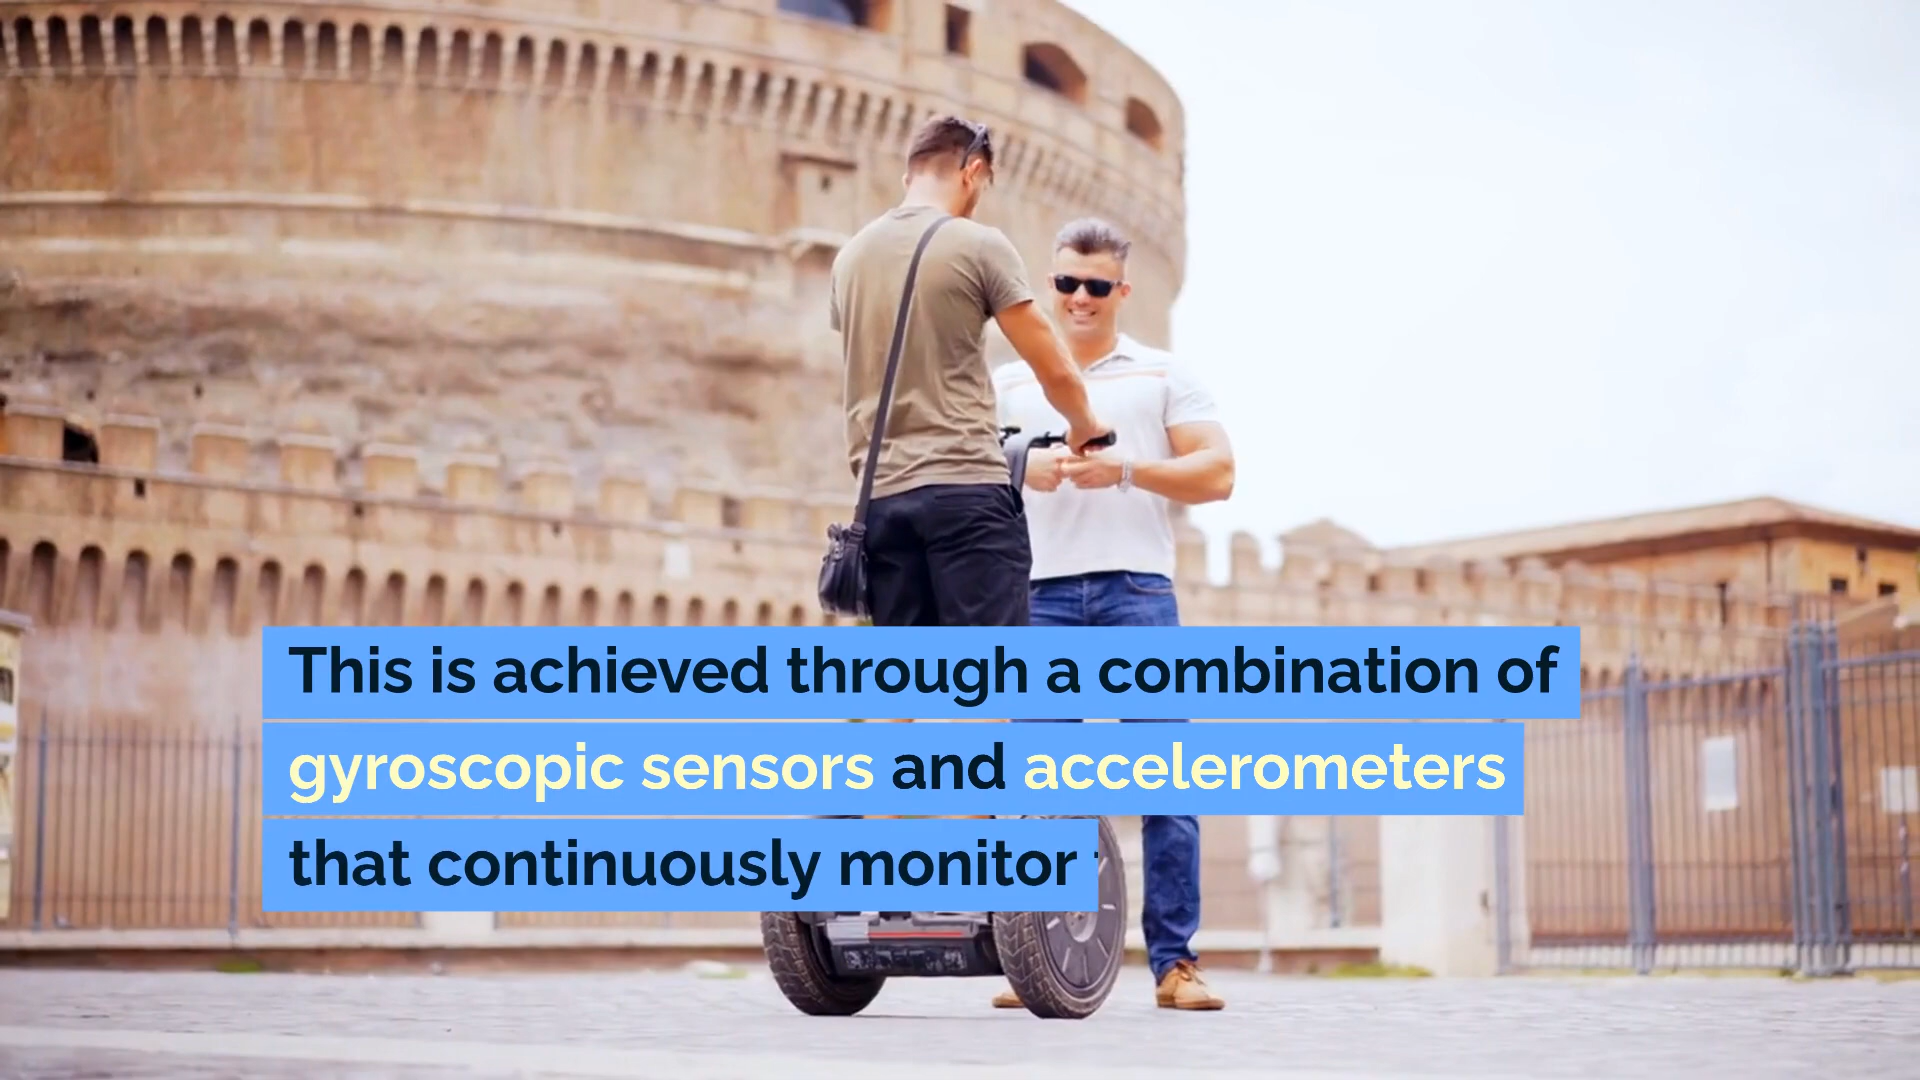 This is achieved through a combination of
gyroscopic sensors and accelerometers
that continuously monitor